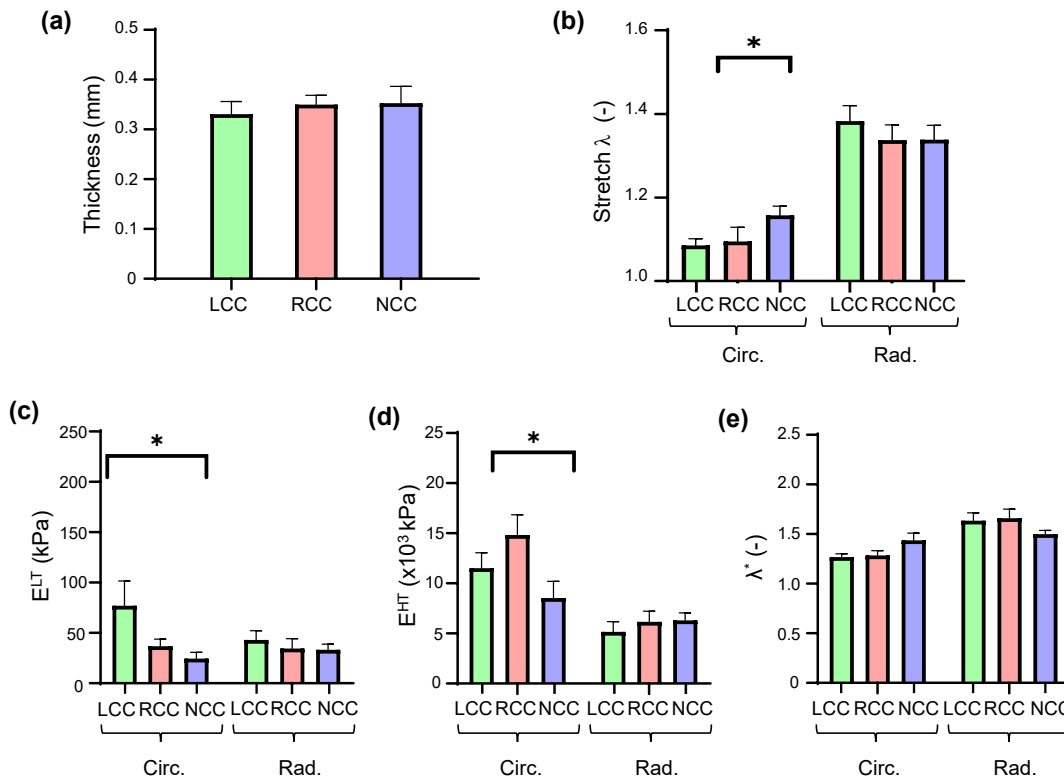 (a)
Thickness (mm)
0.5
0.4
0.3
0.2
0.1
0
LCC RCC NCC
(b)
Stretch λ (-)
1.6
1.4
1.2
1.0
*
LCC RCC NCC LCC RCC NCC
Circ. Rad.
(c)
E^LT (kPa)
250
200
150
100
50
0
*
LCC RCC NCC LCC RCC NCC
Circ. Rad.
(d)
E^HT (x10³ kPa)
25
20
15
10
5
0
*
LCC RCC NCC LCC RCC NCC
Circ. Rad.
(e)
λ* (-)
2.5
2.0
1.5
1.0
0.5
0
LCC RCC NCC LCC RCC NCC
Circ. Rad.